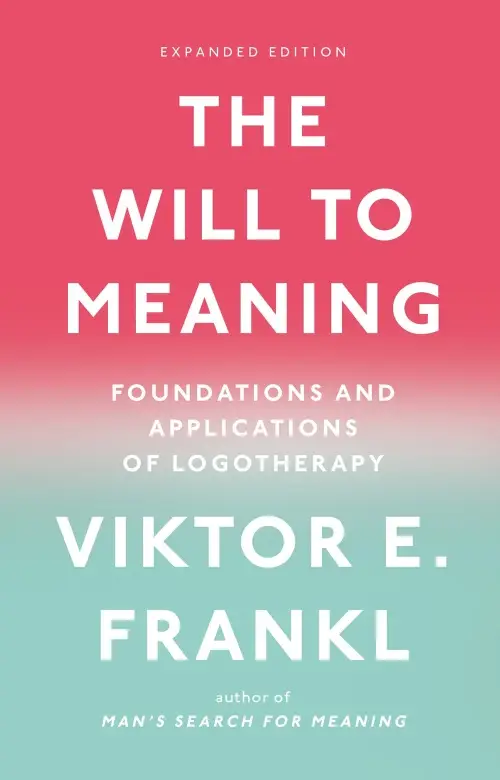 EXPANDED EDITION
THE
WILL TO
MEANING
FOUNDATIONS AND
APPLICATIONS
OF LOGOTHERAPY
VIKTOR E.
FRANKL
author of
MAN'S SEARCH FOR MEANING